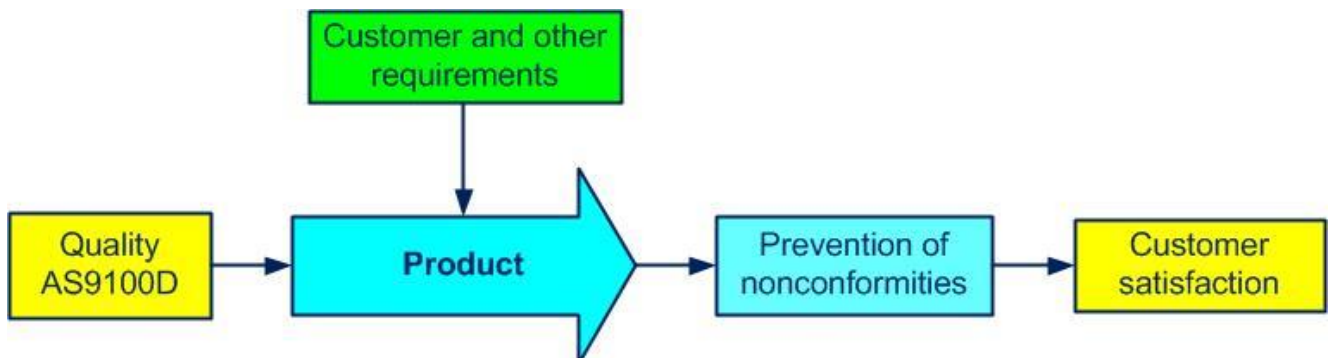 Customer and other
requirements
Quality
AS9100D
Product
Prevention of
nonconformities
Customer
satisfaction